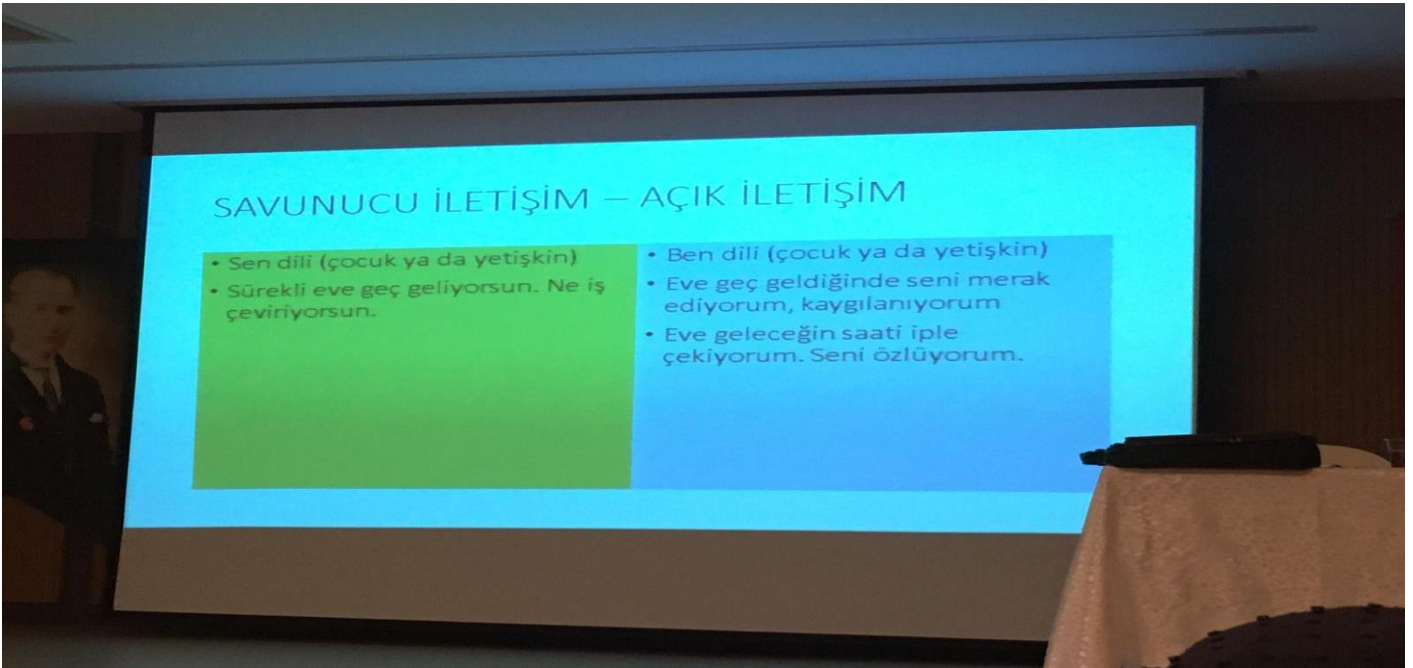 SAVUNUCU İLETİŞİM – AÇIK İLETİŞİM
• Sen dili (çocuk ya da yetişkin)
• Sürekli eve geç geliyorsun. Ne iş
çeviriyorsun.
• Ben dili (çocuk ya da yetişkin)
• Eve geç geldiğinde seni merak
ediyorum, kaygılanıyorum
• Eve geleceğin saati iple
çekiyorum. Seni özlüyorum.